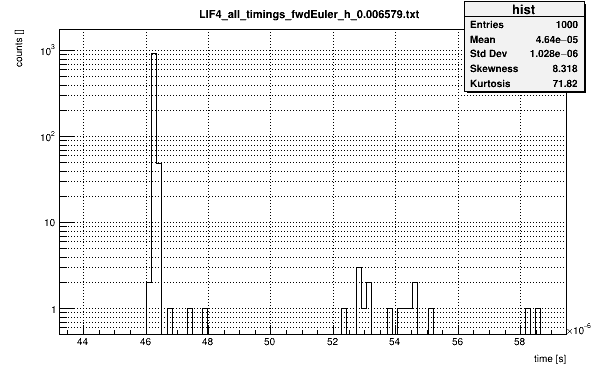 LIF4_all_timings_fwdEuler_h_0.006579.txt
hist
Entries 1000
Mean 4.64e−05
Std Dev 1.028e−06
Skewness 8.318
Kurtosis 71.82
counts []
10³
10²
10
1
44 46 48 50 52 54 56 58
×10⁻⁶
time [s]